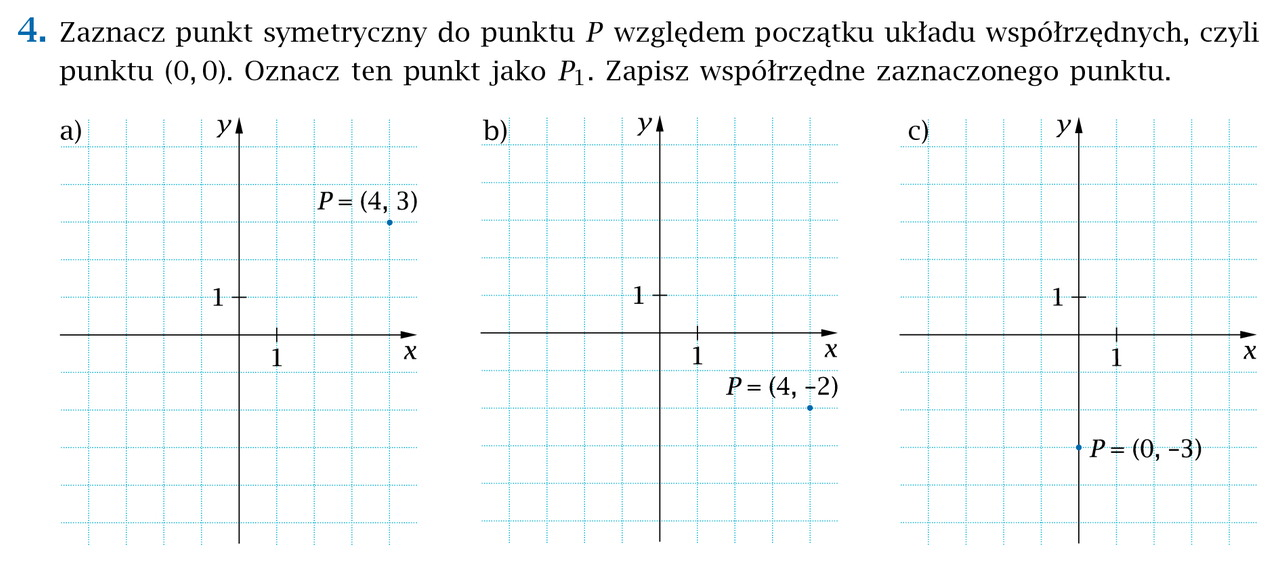 4. Zaznacz punkt symetryczny do punktu P względem początku układu współrzędnych, czyli
punktu (0, 0). Oznacz ten punkt jako P₁. Zapisz współrzędne zaznaczonego punktu.
a)
y
P = (4, 3)
1
1
x
b)
y
1
1
x
P = (4, –2)
c)
y
1
1
x
P = (0, –3)